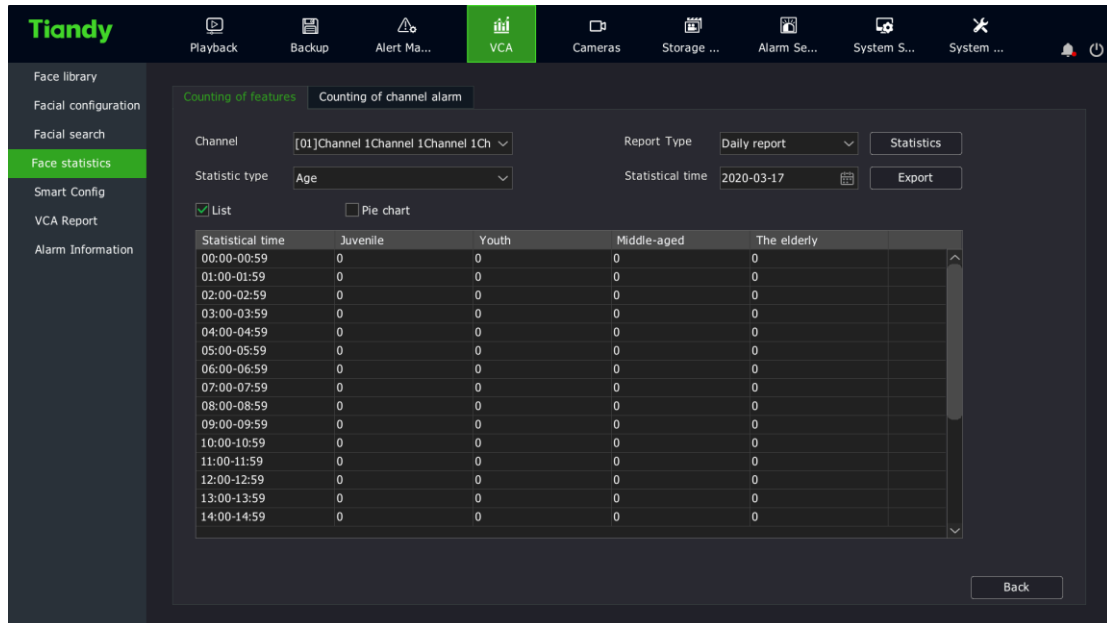 Tiandy
Playback Backup Alert Ma... VCA Cameras Storage ... Alarm Se... System S... System ...
Face library
Facial configuration
Facial search
Face statistics
Smart Config
VCA Report
Alarm Information
Counting of features Counting of channel alarm
Channel [01]Channel 1Channel 1Channel 1Ch Report Type Daily report Statistics
Statistic type Age Statistical time 2020-03-17 Export
List Pie chart
Statistical time Juvenile Youth Middle-aged The elderly
00:00-00:59 0 0 0 0
01:00-01:59 0 0 0 0
02:00-02:59 0 0 0 0
03:00-03:59 0 0 0 0
04:00-04:59 0 0 0 0
05:00-05:59 0 0 0 0
06:00-06:59 0 0 0 0
07:00-07:59 0 0 0 0
08:00-08:59 0 0 0 0
09:00-09:59 0 0 0 0
10:00-10:59 0 0 0 0
11:00-11:59 0 0 0 0
12:00-12:59 0 0 0 0
13:00-13:59 0 0 0 0
14:00-14:59 0 0 0 0
Back